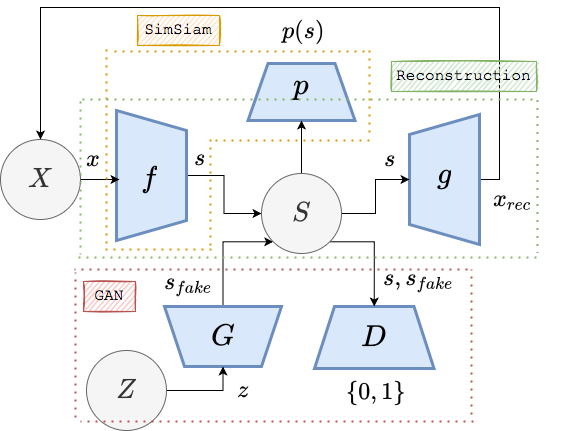 SimSiam
p(s)
p
Reconstruction
X
x
f
s
S
s
g
x_{rec}
GAN
s_{fake}
s, s_{fake}
G
D
Z
z
{0, 1}